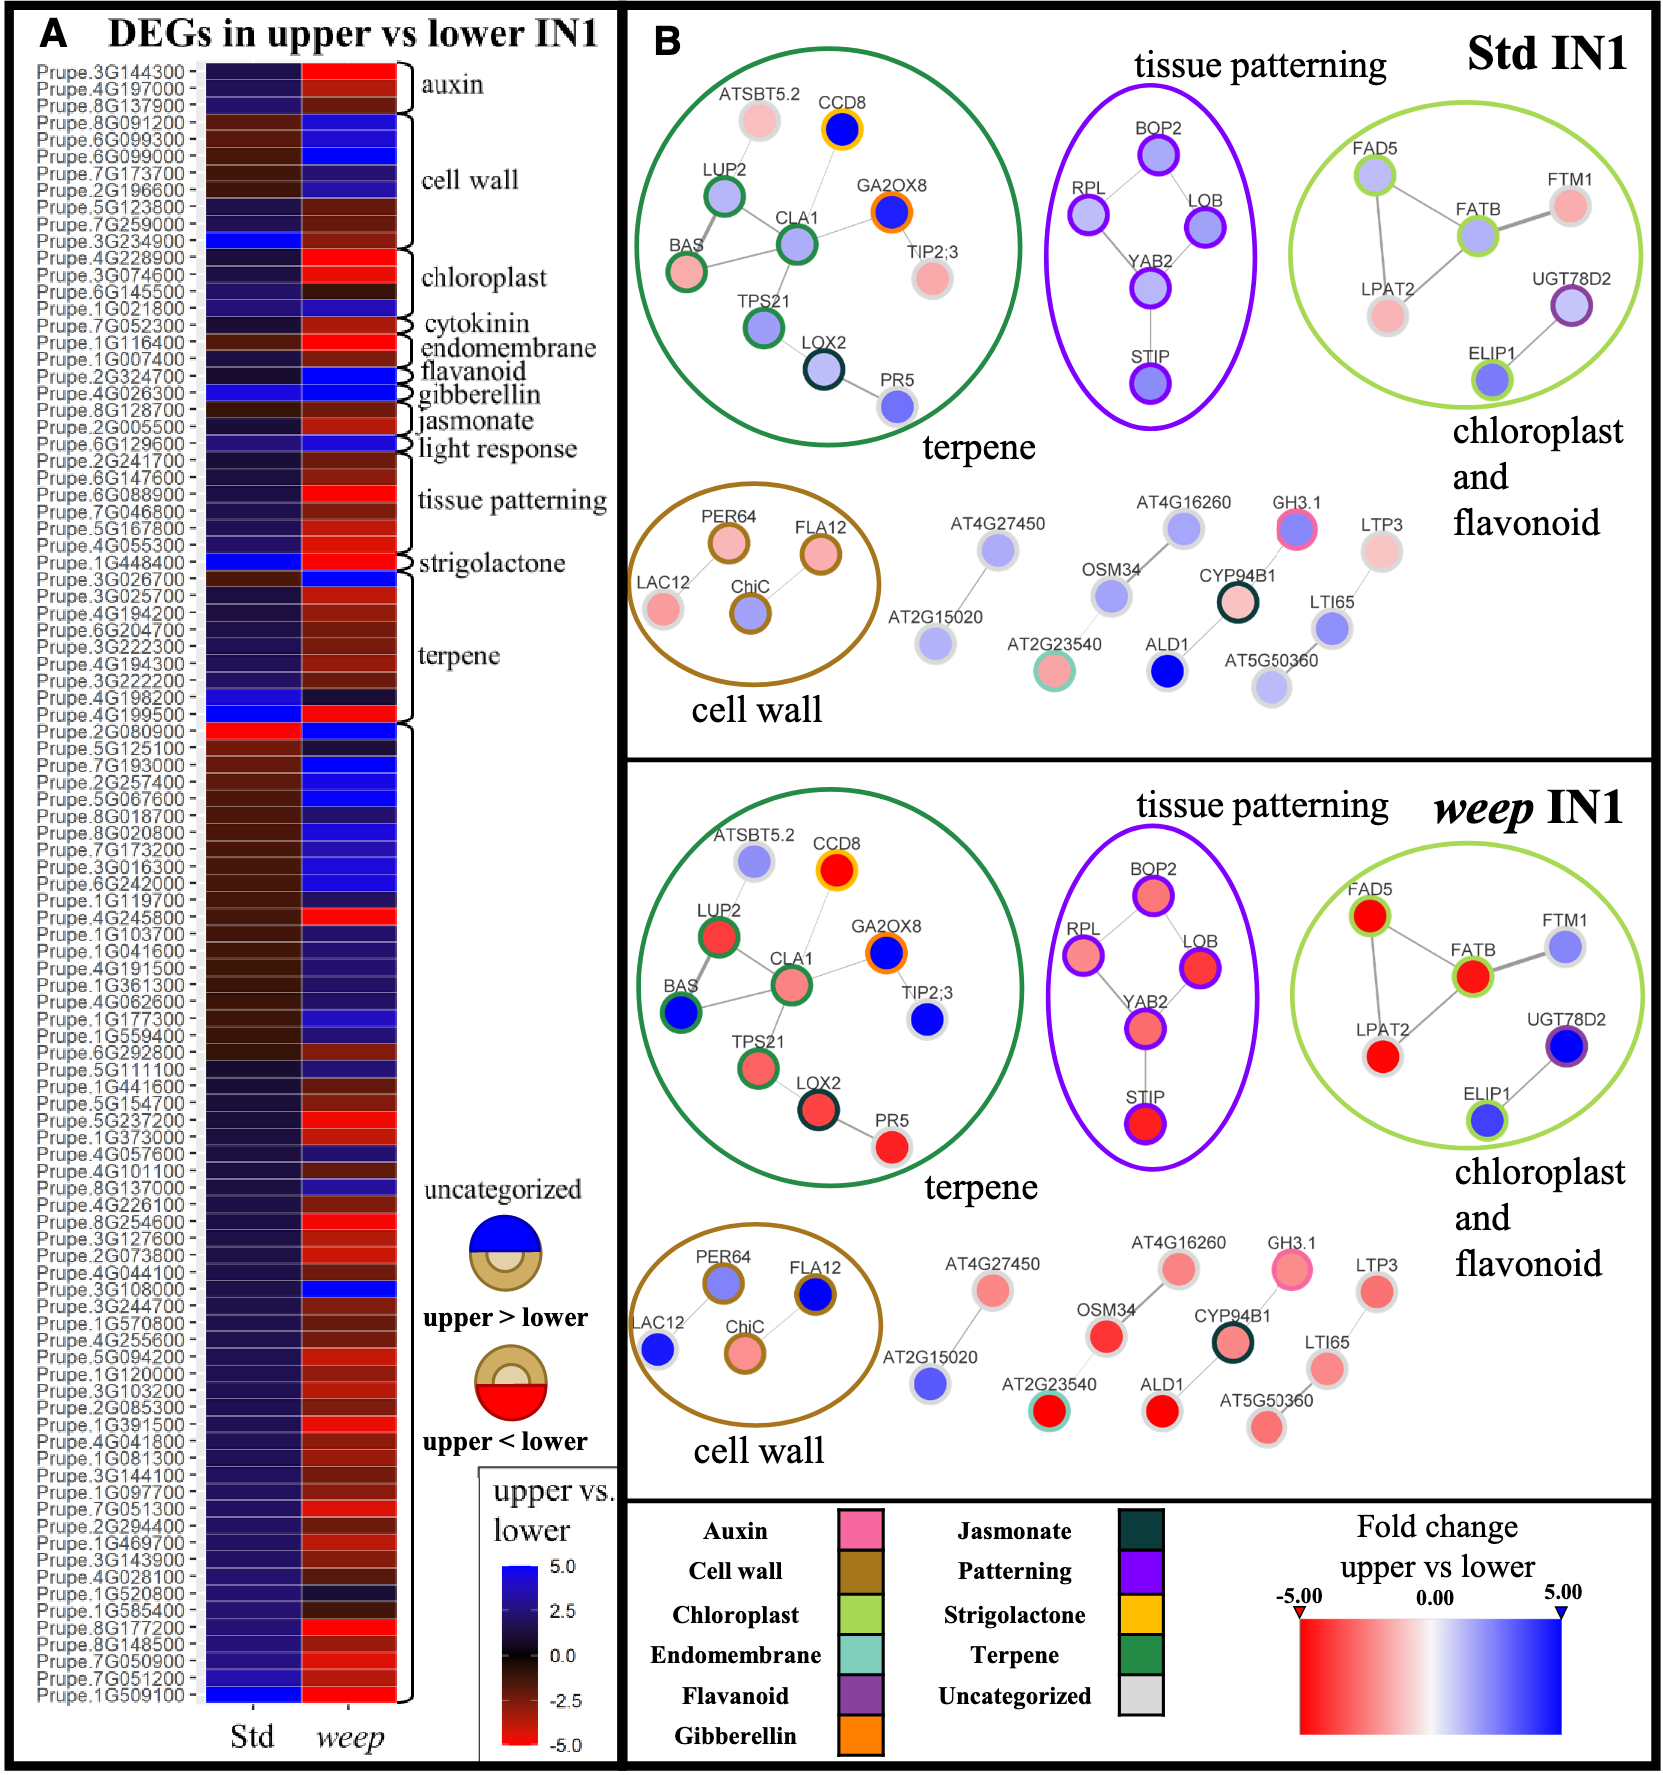 A DEGs in upper vs lower IN1
Prupe.3G144300
Prupe.4G197000
Prupe.8G137900
Prupe.8G091200
Prupe.6G099300
Prupe.6G099000
Prupe.7G173700
Prupe.2G196600
Prupe.5G123800
Prupe.7G259000
Prupe.3G234900
Prupe.4G228900
Prupe.3G074600
Prupe.6G145500
Prupe.1G021800
Prupe.7G052300
Prupe.1G116400
Prupe.1G007400
Prupe.2G324700
Prupe.4G026300
Prupe.8G128700
Prupe.2G005500
Prupe.6G129600
Prupe.2G241700
Prupe.6G147600
Prupe.6G088900
Prupe.7G046800
Prupe.5G167800
Prupe.4G055300
Prupe.1G448400
Prupe.3G026700
Prupe.3G025700
Prupe.4G194200
Prupe.6G204700
Prupe.3G222300
Prupe.4G194300
Prupe.3G222200
Prupe.4G198200
Prupe.4G199500
Prupe.2G080900
Prupe.5G125100
Prupe.7G193000
Prupe.2G257400
Prupe.5G067600
Prupe.8G018700
Prupe.8G020800
Prupe.7G173200
Prupe.3G016300
Prupe.6G242000
Prupe.1G119700
Prupe.4G245800
Prupe.1G103700
Prupe.1G041600
Prupe.4G191500
Prupe.1G361300
Prupe.4G062600
Prupe.1G177300
Prupe.1G559400
Prupe.6G292800
Prupe.5G111100
Prupe.1G441600
Prupe.5G154700
Prupe.5G237200
Prupe.1G373000
Prupe.4G057600
Prupe.4G101100
Prupe.8G137000
Prupe.4G226100
Prupe.8G254600
Prupe.3G127600
Prupe.2G073800
Prupe.4G044100
Prupe.3G108000
Prupe.3G244700
Prupe.1G570800
Prupe.4G255600
Prupe.5G094200
Prupe.1G120000
Prupe.3G103200
Prupe.2G085300
Prupe.1G391500
Prupe.4G041800
Prupe.1G081300
Prupe.3G144100
Prupe.1G097700
Prupe.7G051300
Prupe.2G294400
Prupe.1G469700
Prupe.3G143900
Prupe.4G028100
Prupe.1G520800
Prupe.1G585400
Prupe.8G177200
Prupe.8G148500
Prupe.7G050900
Prupe.7G051200
Prupe.1G509100
Std weep
auxin
cell wall
chloroplast
cytokinin
endomembrane
flavanoid
gibberellin
jasmonate
light response
tissue patterning
strigolactone
terpene
uncategorized
upper > lower
upper < lower
upper vs.
lower
5.0
2.5
0.0
-2.5
-5.0
B
Std IN1
tissue patterning
ATSBT5.2
CCD8
LUP2
GA2OX8
CLA1
BAS
TIP2;3
TPS21
LOX2
PR5
terpene
BOP2
RPL
LOB
YAB2
STIP
FAD5
FTM1
FATB
UGT78D2
LPAT2
ELIP1
chloroplast
and
flavonoid
PER64
FLA12
LAC12
ChiC
cell wall
AT4G27450
AT2G15020
AT4G16260
OSM34
AT2G23540
GH3.1
CYP94B1
ALD1
LTP3
LTI65
AT5G50360
weep IN1
tissue patterning
ATSBT5.2
CCD8
LUP2
GA2OX8
CLA1
BAS
TIP2;3
TPS21
LOX2
PR5
terpene
BOP2
RPL
LOB
YAB2
STIP
FAD5
FTM1
FATB
UGT78D2
LPAT2
ELIP1
chloroplast
and
flavonoid
PER64
FLA12
LAC12
ChiC
cell wall
AT4G27450
AT2G15020
AT4G16260
OSM34
AT2G23540
GH3.1
CYP94B1
ALD1
LTP3
LTI65
AT5G50360
Auxin
Cell wall
Chloroplast
Endomembrane
Flavanoid
Gibberellin
Jasmonate
Patterning
Strigolactone
Terpene
Uncategorized
Fold change
upper vs lower
-5.00 0.00 5.00